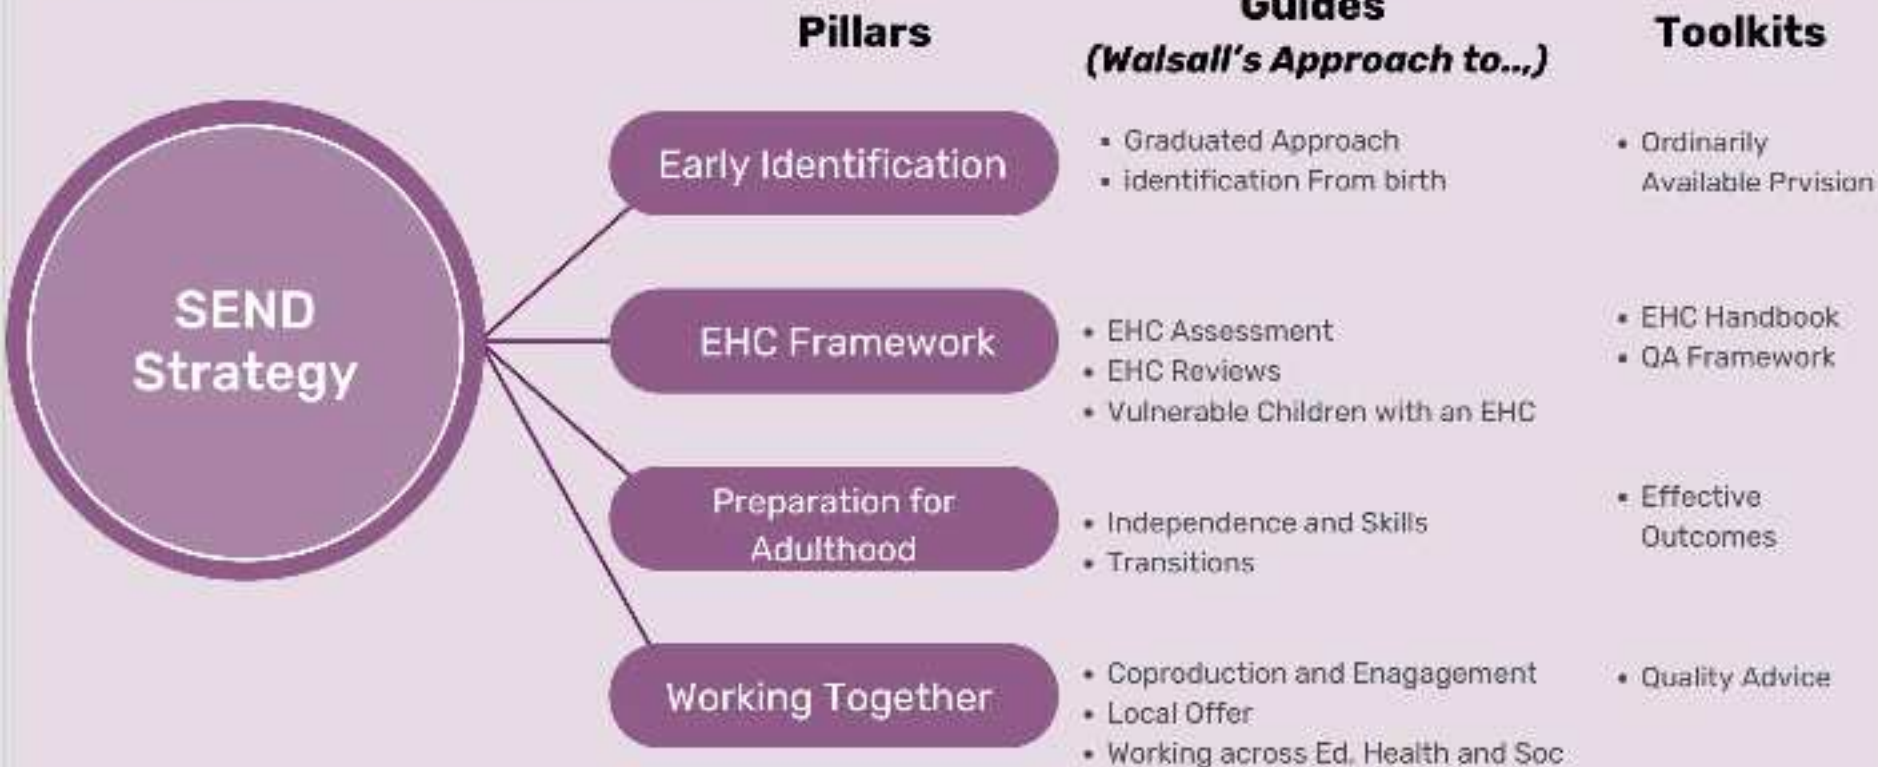 Pillars
Guides
(Walsall's Approach to..,)
Toolkits
SEND
Strategy
Early Identification
• Graduated Approach
• identification From birth
• Ordinarily
Available Prvision
EHC Framework
• EHC Assessment
• EHC Reviews
• Vulnerable Children with an EHC
• EHC Handbook
• QA Framework
Preparation for
Adulthood
• Independence and Skills
• Transitions
• Effective
Outcomes
Working Together
• Coproduction and Enagagement
• Local Offer
• Working across Ed, Health and Soc
• Quality Advice